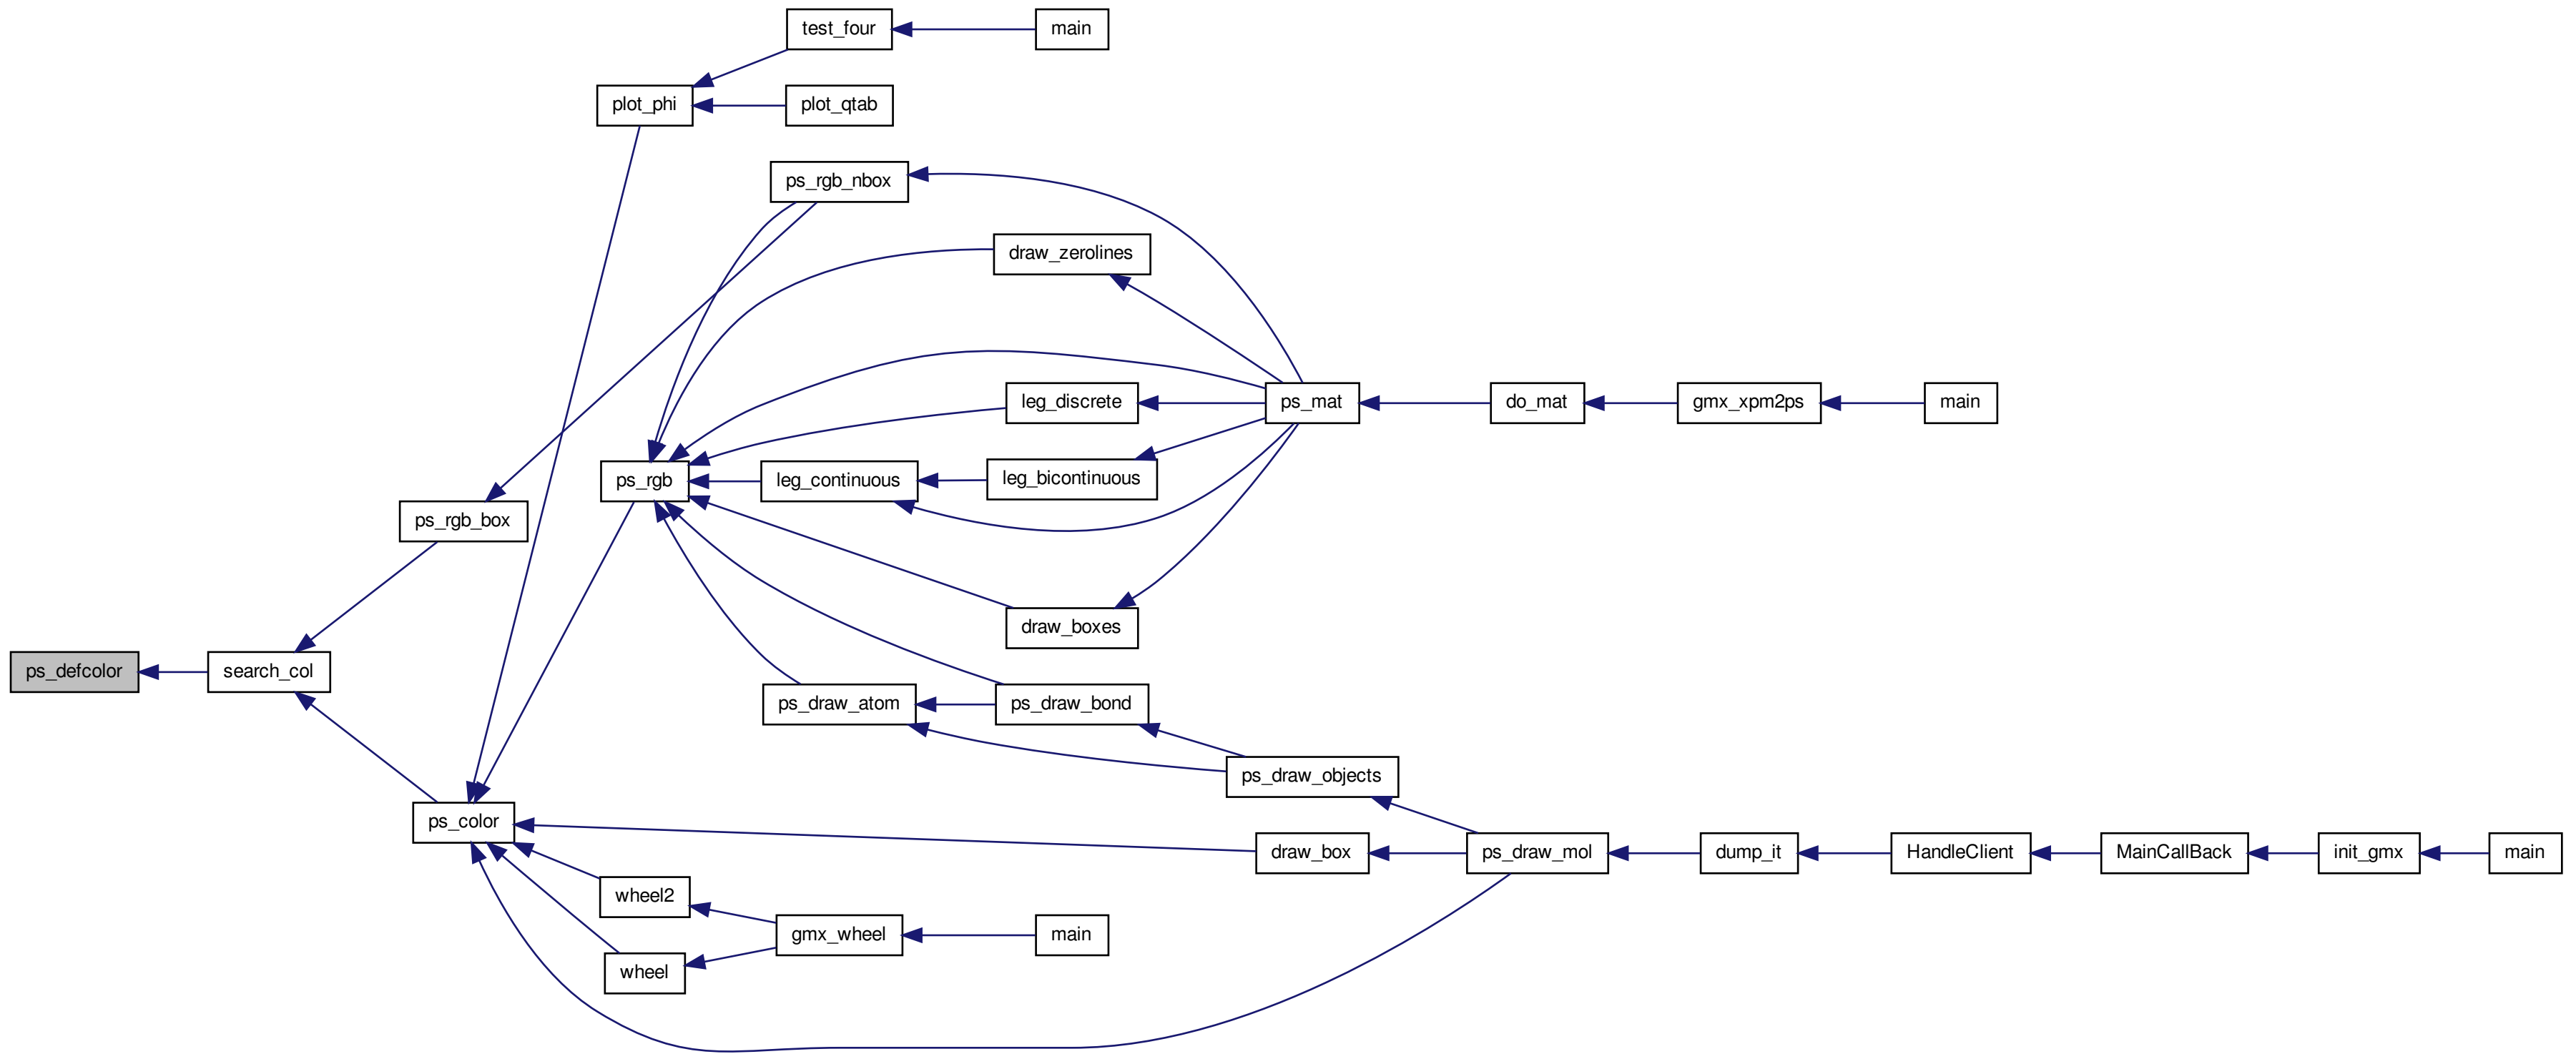 test_four
main
plot_phi
plot_qtab
ps_rgb_nbox
draw_zerolines
leg_discrete
ps_mat
do_mat
gmx_xpm2ps
main
ps_rgb
leg_continuous
leg_bicontinuous
ps_rgb_box
draw_boxes
ps_defcolor
search_col
ps_draw_atom
ps_draw_bond
ps_draw_objects
ps_color
draw_box
ps_draw_mol
dump_it
HandleClient
MainCallBack
init_gmx
main
wheel2
gmx_wheel
main
wheel